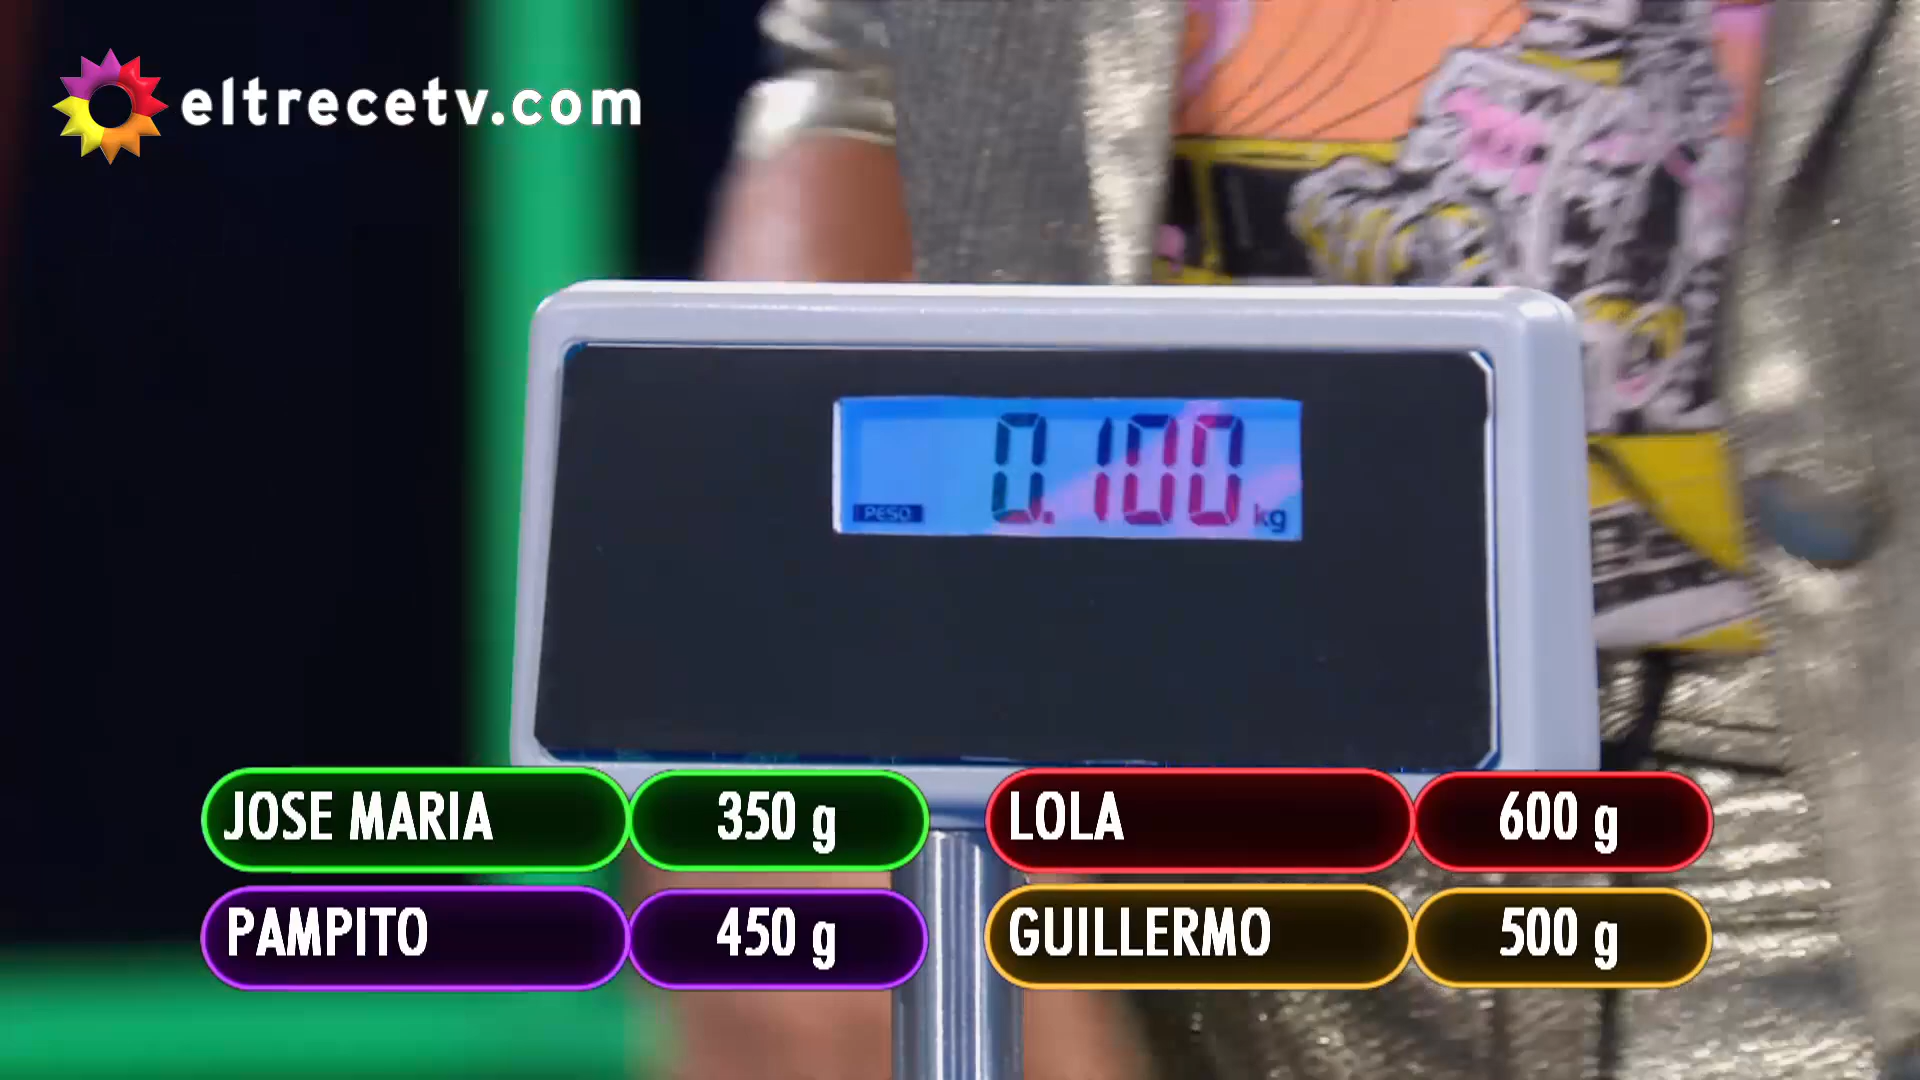 eltrecetv.com
0.100
PESO
kg
JOSE MARIA 350 g
LOLA 600 g
PAMPITO 450 g
GUILLERMO 500 g